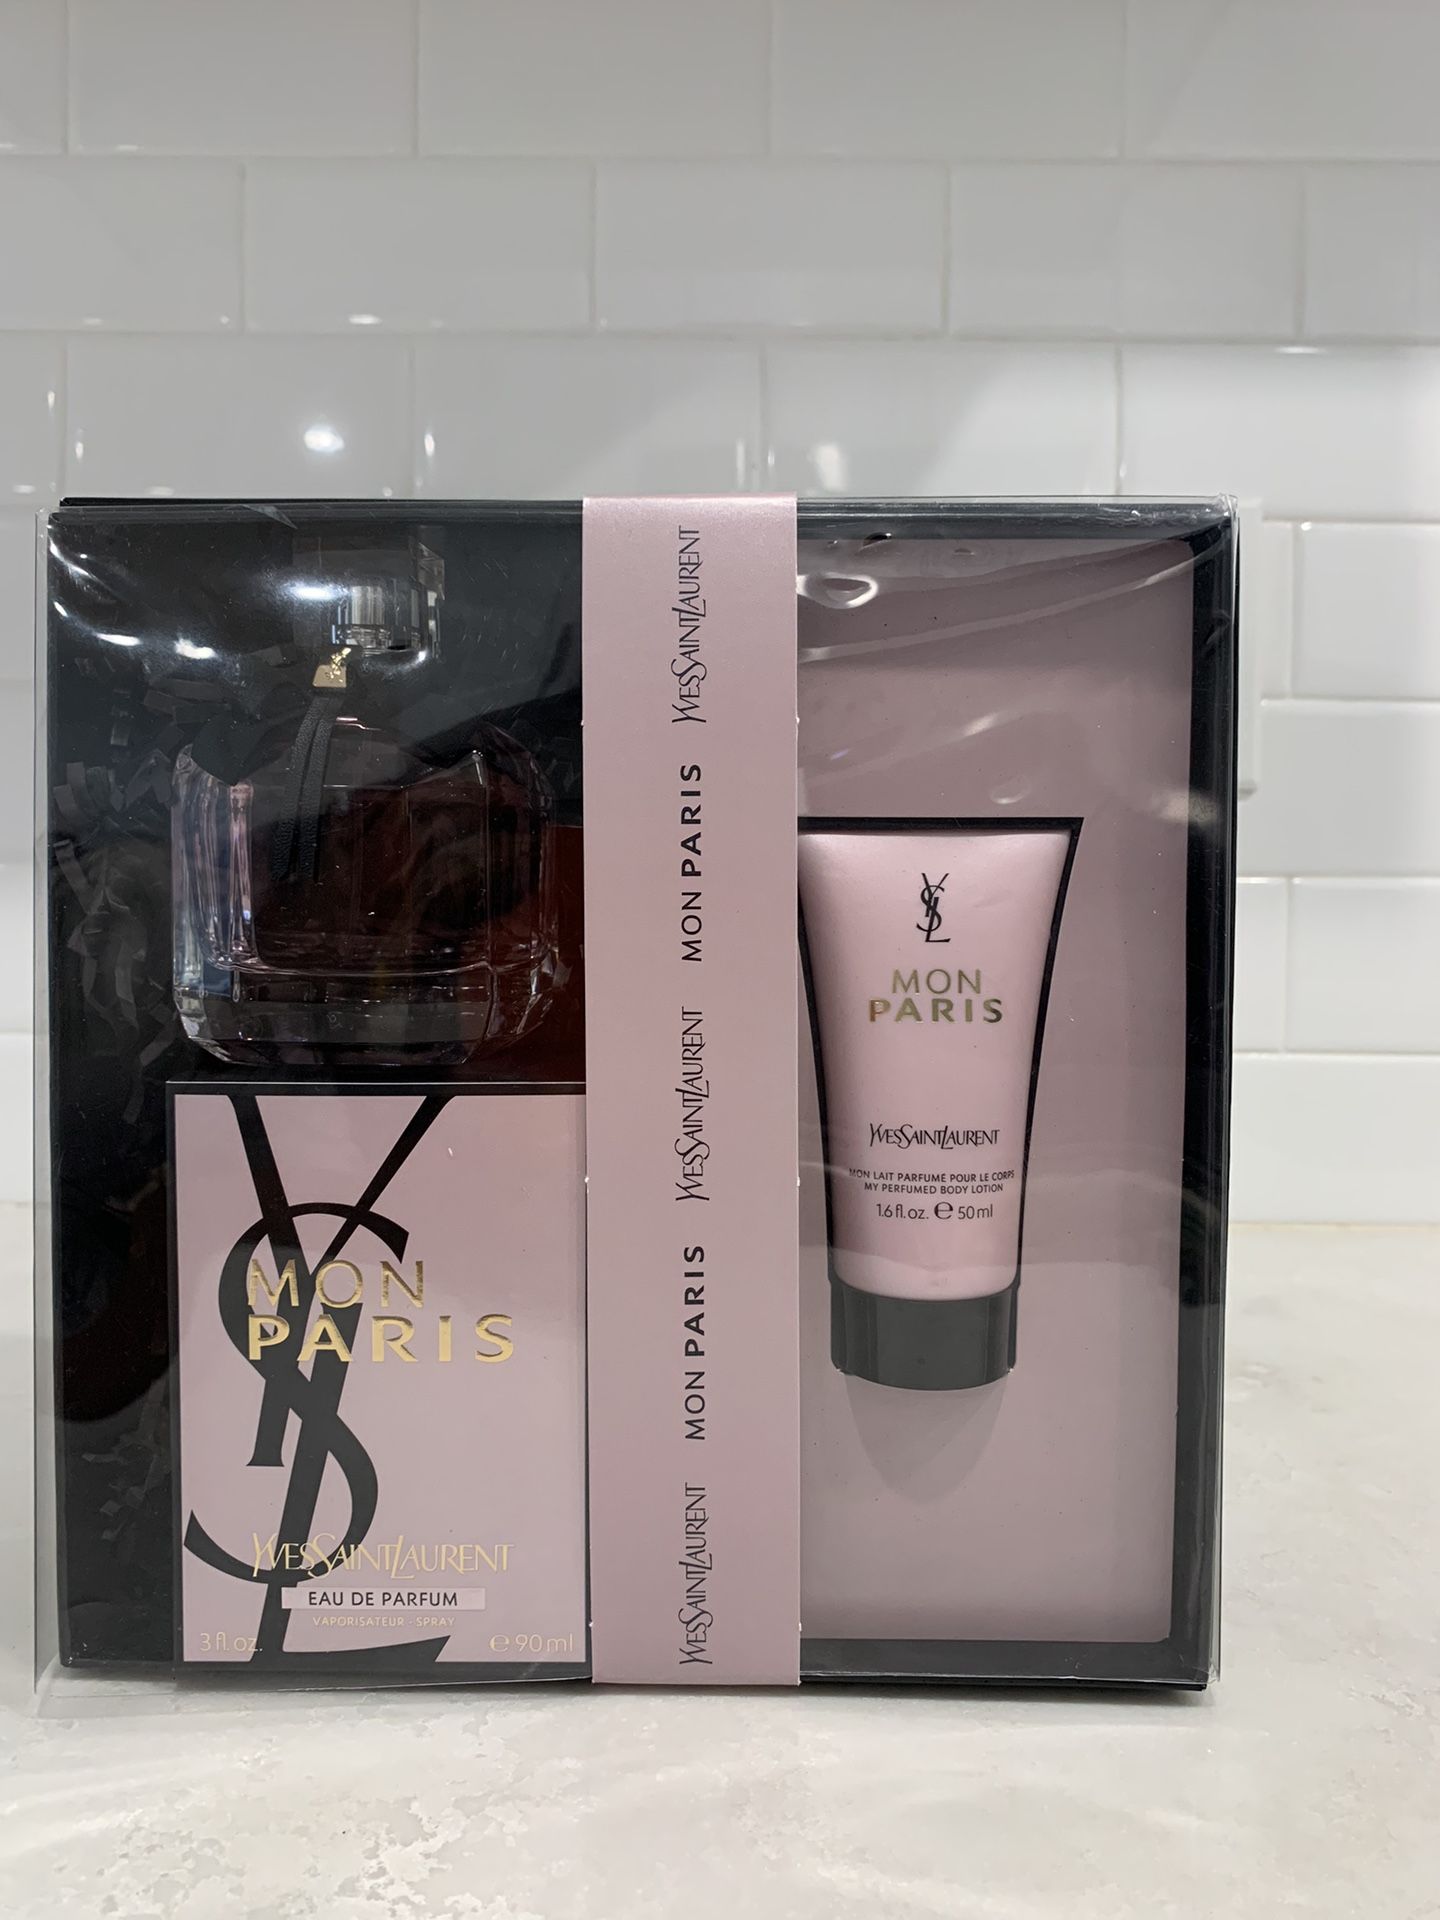 YSL
MON
PARIS
YVESSAINTLAURENT
EAU DE PARFUM
VAPORISATEUR - SPRAY
3 fl. oz. ℮ 90 ml
YVESSAINTLAURENT
MON PARIS
YVESSAINTLAURENT
MON PARIS
YVESSAINTLAURENT
YSL
MON
PARIS
YVESSAINTLAURENT
MON LAIT PARFUMÉ POUR LE CORPS
MY PERFUMED BODY LOTION
1.6 fl. oz. ℮ 50 ml